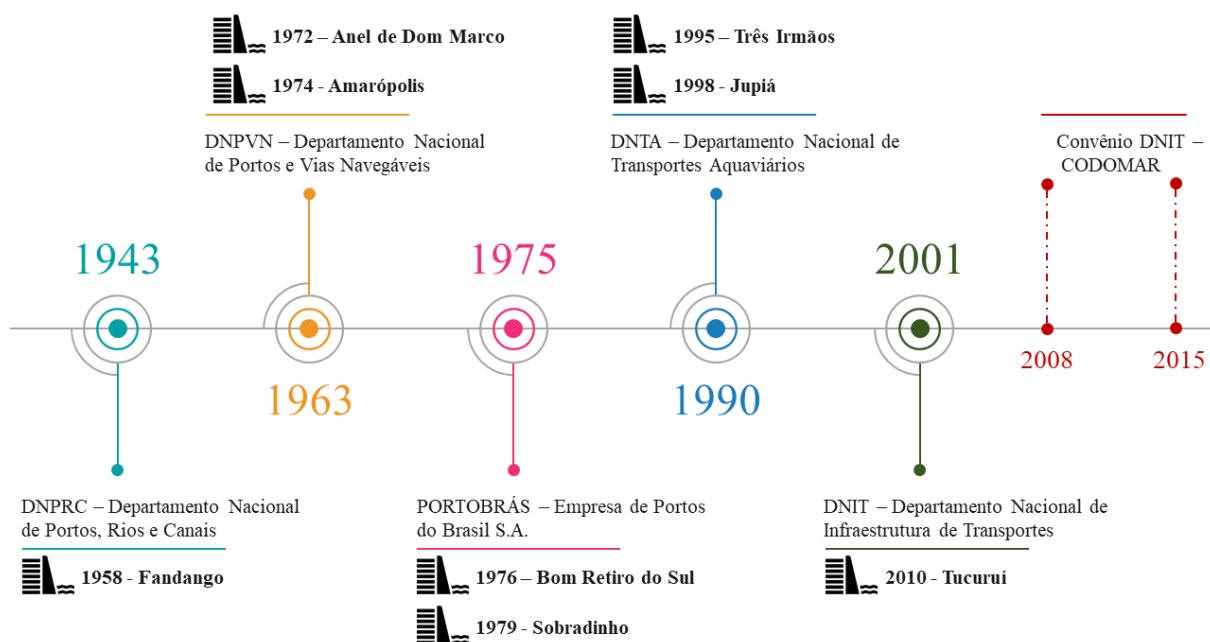 1972 – Anel de Dom Marco
1974 - Amarópolis
DNPVN – Departamento Nacional
de Portos e Vias Navegáveis
1995 – Três Irmãos
1998 - Jupiá
DNTA – Departamento Nacional de
Transportes Aquaviários
Convênio DNIT –
CODOMAR
1943
1975
2001
1963
1990
2008
2015
DNPRC – Departamento Nacional
de Portos, Rios e Canais
1958 - Fandango
PORTOBRÁS – Empresa de Portos
do Brasil S.A.
1976 – Bom Retiro do Sul
1979 - Sobradinho
DNIT – Departamento Nacional de
Infraestrutura de Transportes
2010 - Tucuruí